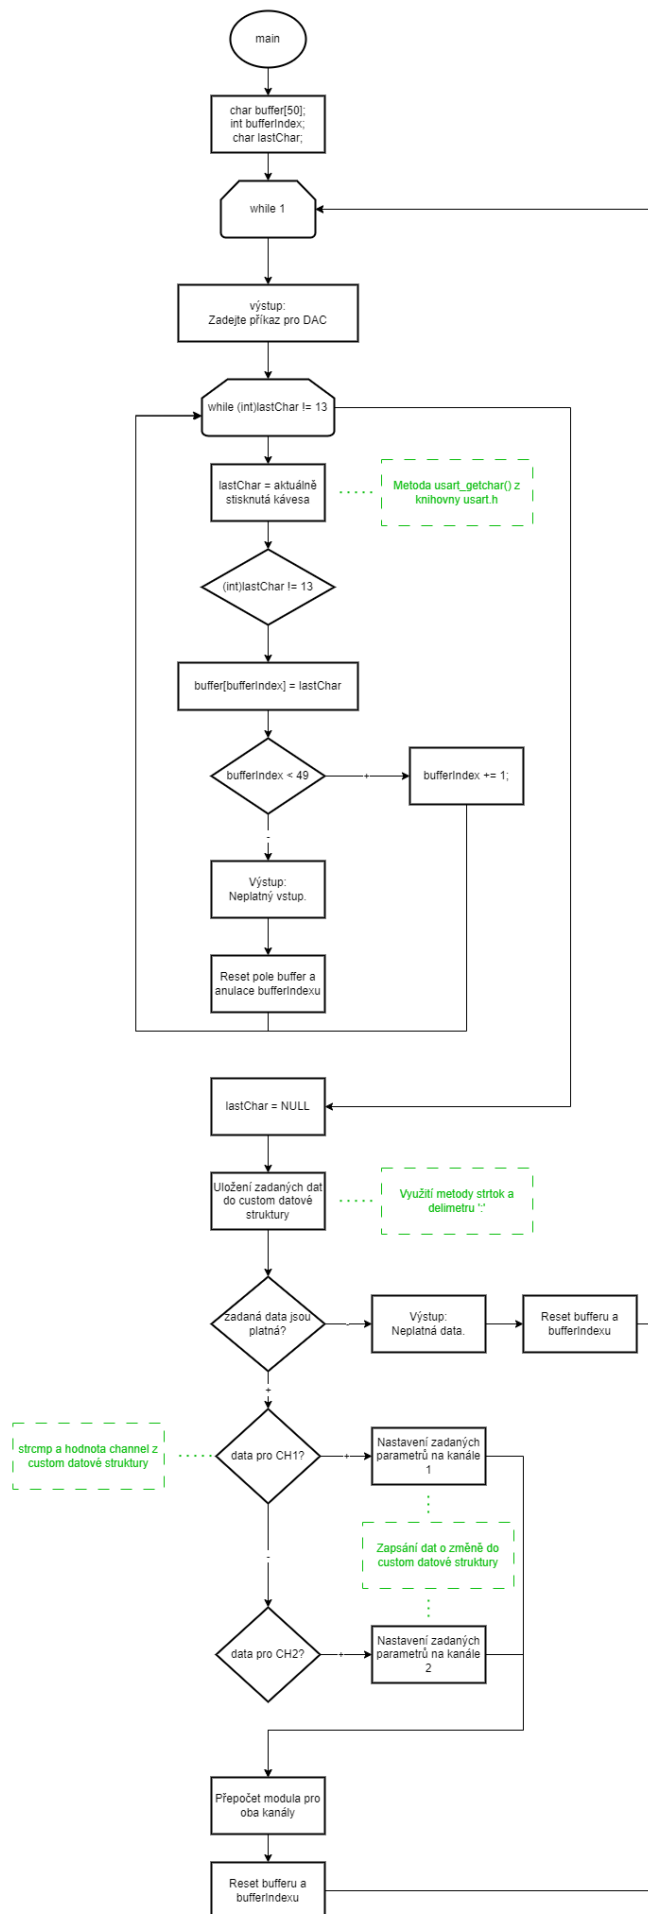 main
char buffer[50];
int bufferIndex;
char lastChar;
while 1
výstup:
Zadejte příkaz pro DAC
while (int)lastChar != 13
lastChar = aktuálně
stisknutá kávesa
Metoda usart_getchar() z
knihovny usart.h
(int)lastChar != 13
buffer[bufferIndex] = lastChar
bufferIndex < 49
+
bufferIndex += 1;
-
Výstup:
Neplatný vstup.
Reset pole buffer a
anulace bufferIndexu
lastChar = NULL
Uložení zadaných dat
do custom datové
struktury
Využití metody strtok a
delimetru ':'
zadaná data jsou
platná?
-
Výstup:
Neplatná data.
Reset bufferu a
bufferIndexu
+
strcmp a hodnota channel z
custom datové struktury
data pro CH1?
+
Nastavení zadaných
parametrů na kanále
1
-
Zapsání dat o změně do
custom datové struktury
data pro CH2?
+
Nastavení zadaných
parametrů na kanále
2
Přepočet modula pro
oba kanály
Reset bufferu a
bufferIndexu